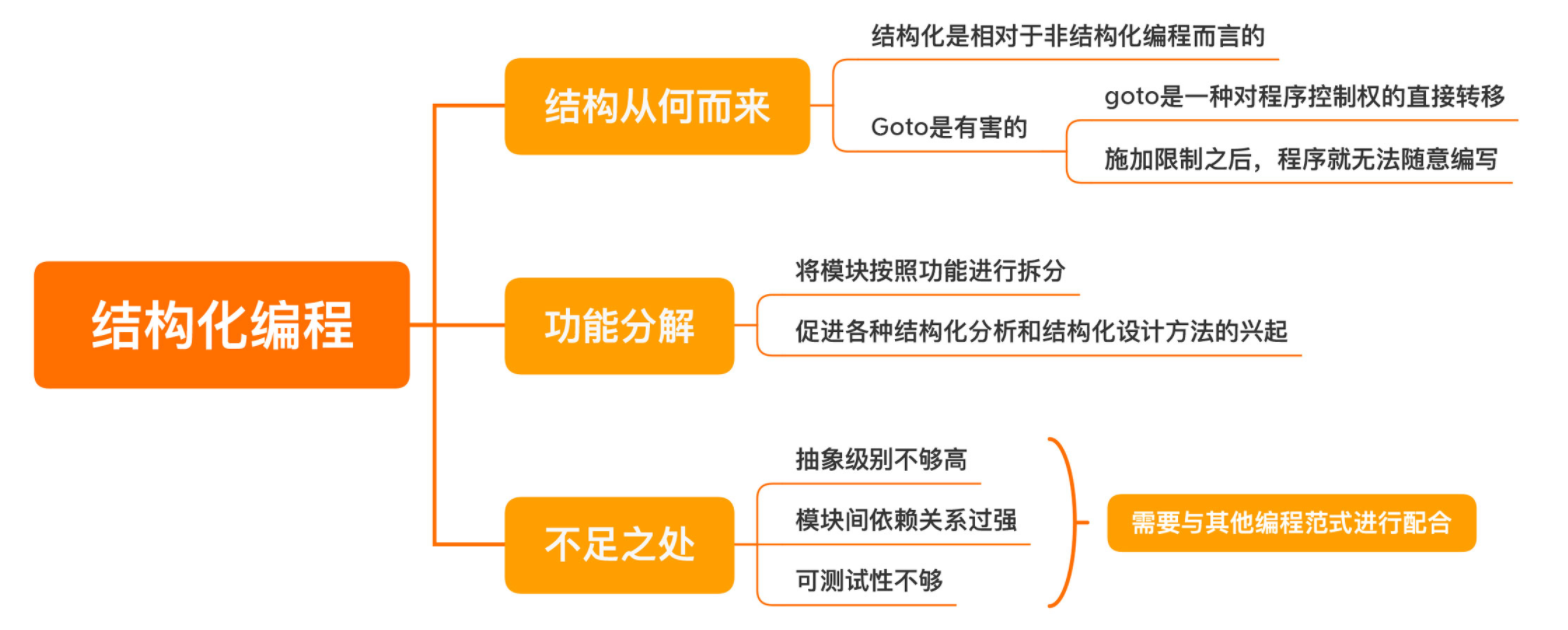 结构化编程
结构从何而来
结构化是相对于非结构化编程而言的
Goto是有害的
goto是一种对程序控制权的直接转移
施加限制之后，程序就无法随意编写
功能分解
将模块按照功能进行拆分
促进各种结构化分析和结构化设计方法的兴起
不足之处
抽象级别不够高
模块间依赖关系过强
可测试性不够
需要与其他编程范式进行配合